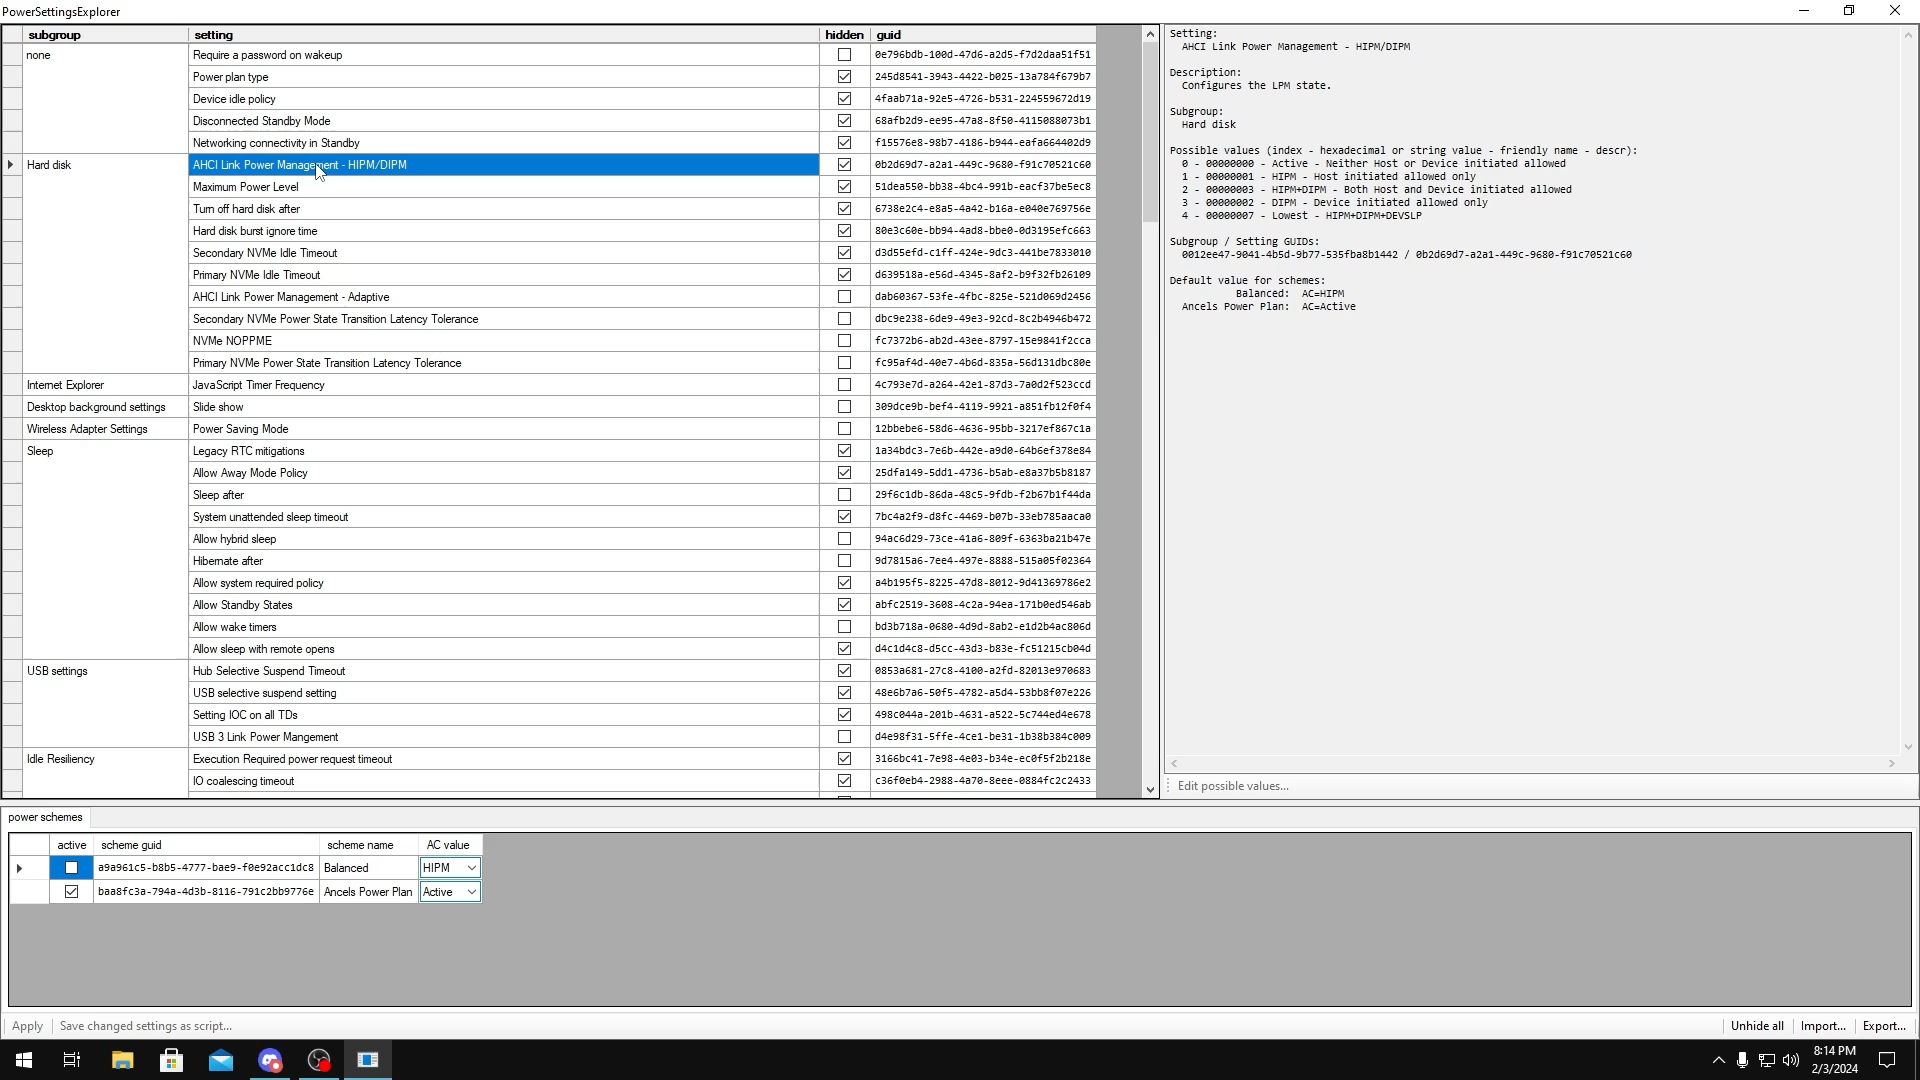 PowerSettingsExplorer
subgroup setting hidden guid
none Require a password on wakeup 0e796bdb-100d-47d6-a2d5-f7d2daa51f51
Power plan type 245d8541-3943-4422-b025-13a784f679b7
Device idle policy 4faab71a-92e5-4726-b531-224559672d19
Disconnected Standby Mode 68afb2d9-ee95-47a8-8f50-4115088073b1
Networking connectivity in Standby f15576e8-98b7-4186-b944-eafa664402d9
Hard disk AHCI Link Power Management - HIPM/DIPM 0b2d69d7-a2a1-449c-9680-f91c70521c60
Maximum Power Level 51dea550-bb38-4bc4-991b-eacf37be5ec8
Turn off hard disk after 6738e2c4-e8a5-4a42-b16a-e040e769756e
Hard disk burst ignore time 80e3c60e-bb94-4ad8-bbe0-0d3195efc663
Secondary NVMe Idle Timeout d3d55efd-c1ff-424e-9dc3-441be7833010
Primary NVMe Idle Timeout d639518a-e56d-4345-8af2-b9f32fb26109
AHCI Link Power Management - Adaptive dab60367-53fe-4fbc-825e-521d069d2456
Secondary NVMe Power State Transition Latency Tolerance dbc9e238-6de9-49e3-92cd-8c2b4946b472
NVMe NOPPME fc7372b6-ab2d-43ee-8797-15e9841f2cca
Primary NVMe Power State Transition Latency Tolerance fc95af4d-40e7-4b6d-835a-56d131dbc80e
Internet Explorer JavaScript Timer Frequency 4c793e7d-a264-42e1-87d3-7a0d2f523ccd
Desktop background settings Slide show 309dce9b-bef4-4119-9921-a851fb12f0f4
Wireless Adapter Settings Power Saving Mode 12bbebe6-58d6-4636-95bb-3217ef867c1a
Sleep Legacy RTC mitigations 1a34bdc3-7e6b-442e-a9d0-64b6ef378e84
Allow Away Mode Policy 25dfa149-5dd1-4736-b5ab-e8a37b5b8187
Sleep after 29f6c1db-86da-48c5-9fdb-f2b67b1f44da
System unattended sleep timeout 7bc4a2f9-d8fc-4469-b07b-33eb785aaca0
Allow hybrid sleep 94ac6d29-73ce-41a6-809f-6363ba21b47e
Hibernate after 9d7815a6-7ee4-497e-8888-515a05f02364
Allow system required policy a4b195f5-8225-47d8-8012-9d41369786e2
Allow Standby States abfc2519-3608-4c2a-94ea-171b0ed546ab
Allow wake timers bd3b718a-0680-4d9d-8ab2-e1d2b4ac806d
Allow sleep with remote opens d4c1d4c8-d5cc-43d3-b83e-fc51215cb04d
USB settings Hub Selective Suspend Timeout 0853a681-27c8-4100-a2fd-82013e970683
USB selective suspend setting 48e6b7a6-50f5-4782-a5d4-53bb8f07e226
Setting IOC on all TDs 498c044a-201b-4631-a522-5c744ed4e678
USB 3 Link Power Mangement d4e98f31-5ffe-4ce1-be31-1b38b384c009
Idle Resiliency Execution Required power request timeout 3166bc41-7e98-4e03-b34e-ec0f5f2b218e
IO coalescing timeout c36f0eb4-2988-4a70-8eee-0884fc2c2433
Setting:
AHCI Link Power Management - HIPM/DIPM
Description:
Configures the LPM state.
Subgroup:
Hard disk
Possible values (index - hexadecimal or string value - friendly name - descr):
0 - 00000000 - Active - Neither Host or Device initiated allowed
1 - 00000001 - HIPM - Host initiated allowed only
2 - 00000003 - HIPM+DIPM - Both Host and Device initiated allowed
3 - 00000002 - DIPM - Device initiated allowed only
4 - 00000007 - Lowest - HIPM+DIPM+DEVSLP
Subgroup / Setting GUIDs:
0012ee47-9041-4b5d-9b77-535fba8b1442 / 0b2d69d7-a2a1-449c-9680-f91c70521c60
Default value for schemes:
Balanced: AC=HIPM
Ancels Power Plan: AC=Active
Edit possible values...
power schemes
active scheme guid scheme name AC value
a9a961c5-b8b5-4777-bae9-f0e92acc1dc8 Balanced HIPM
baa8fc3a-794a-4d3b-8116-791c2bb9776e Ancels Power Plan Active
Apply Save changed settings as script... Unhide all Import... Export...
8:14 PM
2/3/2024